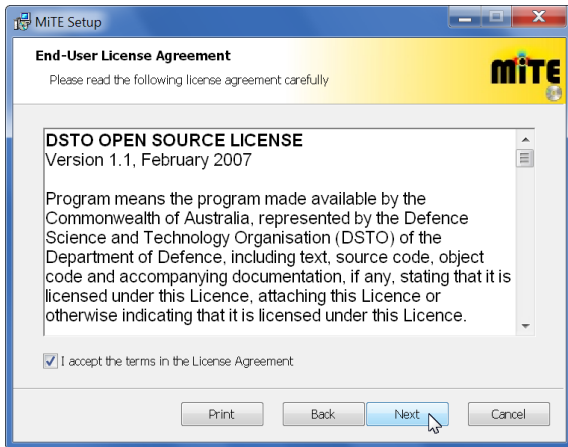 MiTE Setup
End-User License Agreement
Please read the following license agreement carefully
miTE
DSTO OPEN SOURCE LICENSE
Version 1.1, February 2007
Program means the program made available by the
Commonwealth of Australia, represented by the Defence
Science and Technology Organisation (DSTO) of the
Department of Defence, including text, source code, object
code and accompanying documentation, if any, stating that it is
licensed under this Licence, attaching this Licence or
otherwise indicating that it is licensed under this Licence.
I accept the terms in the License Agreement
Print
Back
Next
Cancel